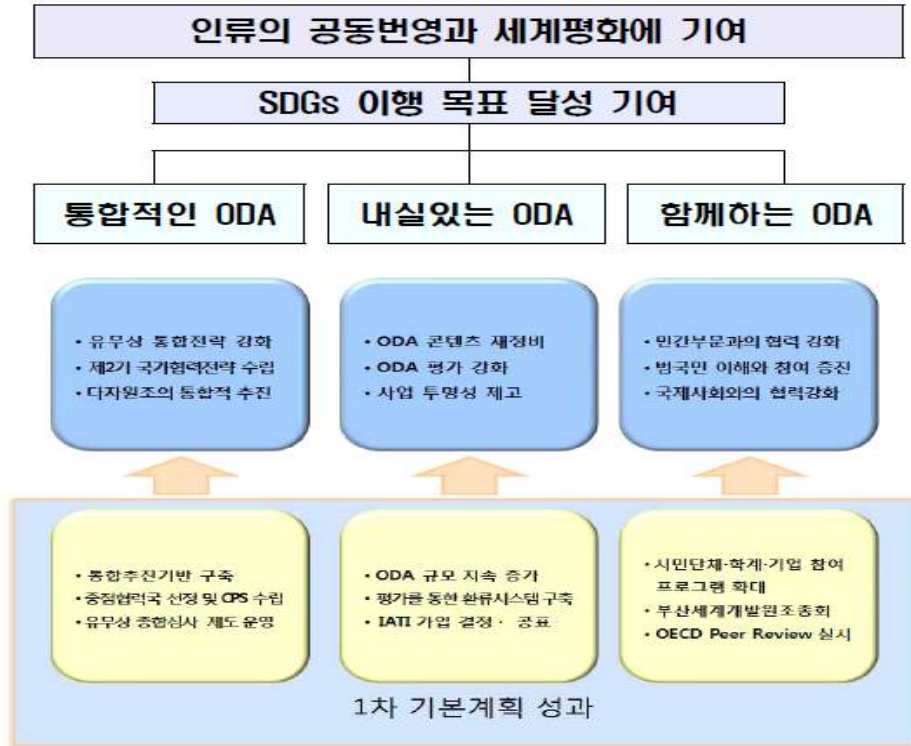 인류의 공동번영과 세계평화에 기여
SDGs 이행 목표 달성 기여
통합적인 ODA
내실있는 ODA
함께하는 ODA
• 유무상 통합전략 강화
• 제2기 국가협력전략 수립
• 다자원조의 통합적 추진
• ODA 콘텐츠 재정비
• ODA 평가 강화
• 사업 투명성 제고
• 민간부문과의 협력 강화
• 범국민 이해와 참여 증진
• 국제사회와의 협력강화
• 통합추진기반 구축
• 중점협력국 선정 및 CPS 수립
• 유무상 종합심사 제도 운영
• ODA 규모 지속 증가
• 평가를 통한 환류시스템 구축
• IATI 가입 결정 · 공표
• 시민단체·학계·기업 참여
프로그램 확대
• 부산세계개발원조총회
• OECD Peer Review 실시
1차 기본계획 성과